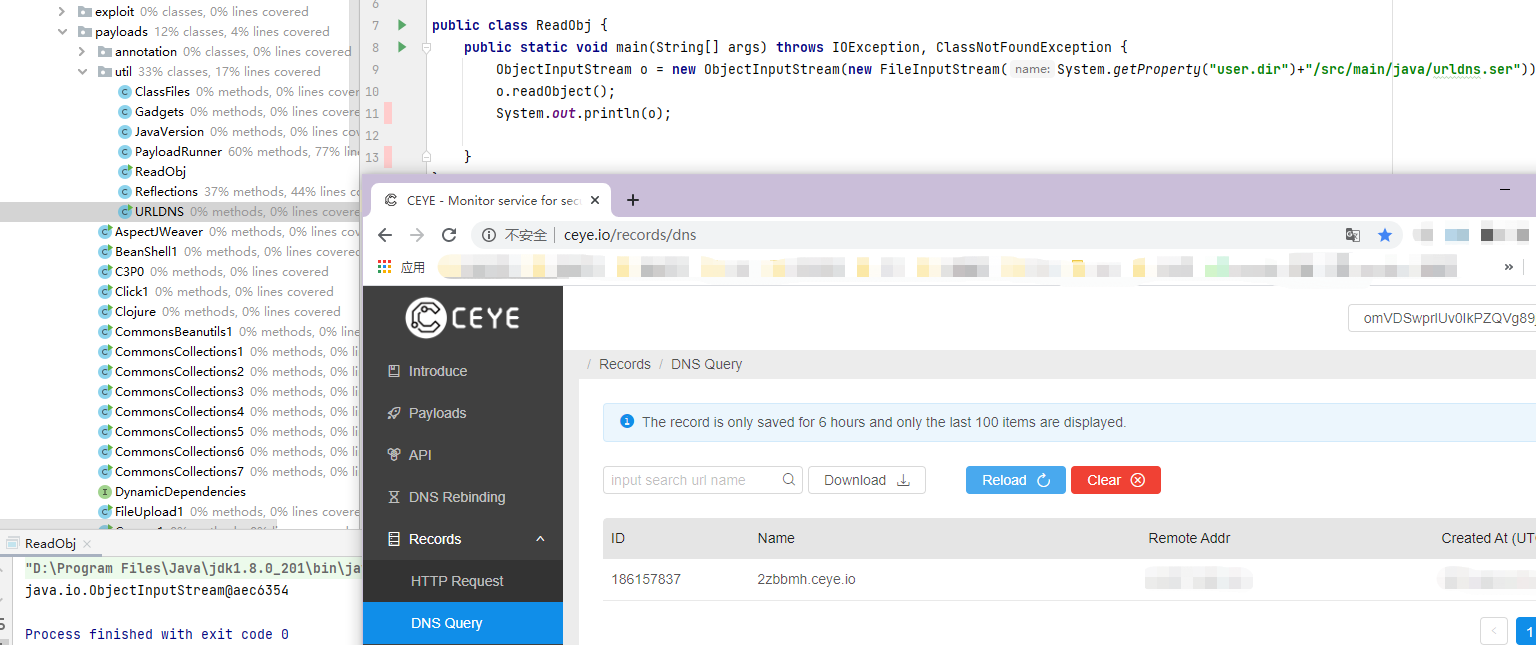 exploit 0% classes, 0% lines covered
payloads 12% classes, 4% lines covered
annotation 0% classes, 0% lines covered
util 33% classes, 17% lines covered
ClassFiles 0% methods, 0% lines covere
Gadgets 0% methods, 0% lines covered
JavaVersion 0% methods, 0% lines cov
PayloadRunner 60% methods, 77% line
ReadObj
Reflections 37% methods, 44% lines c
URLDNS 0% methods, 0% lines covere
AspectJWeaver 0% methods, 0% lines cov
BeanShell1 0% methods, 0% lines covered
C3P0 0% methods, 0% lines covered
Click1 0% methods, 0% lines covered
Clojure 0% methods, 0% lines covered
CommonsBeanutils1 0% methods, 0% line
CommonsCollections1 0% methods, 0% li
CommonsCollections2 0% methods, 0% li
CommonsCollections3 0% methods, 0% li
CommonsCollections4 0% methods, 0% li
CommonsCollections5 0% methods, 0% li
CommonsCollections6 0% methods, 0% li
CommonsCollections7 0% methods, 0% li
DynamicDependencies
FileUpload1 0% methods, 0% lines covere
6
7 public class ReadObj {
8 public static void main(String[] args) throws IOException, ClassNotFoundException {
9 ObjectInputStream o = new ObjectInputStream(new FileInputStream( name: System.getProperty("user.dir")+"/src/main/java/urldns.ser"))
10 o.readObject();
11 System.out.println(o);
12
13 }
ReadObj
"D:\Program Files\Java\jdk1.8.0_201\bin\ja
java.io.ObjectInputStream@aec6354
Process finished with exit code 0
CEYE - Monitor service for sec
不安全 ceye.io/records/dns
应用
»
CEYE
Introduce
Payloads
API
DNS Rebinding
Records
HTTP Request
DNS Query
/ Records / DNS Query
The record is only saved for 6 hours and only the last 100 items are displayed.
input search url name
Download
Reload
Clear
ID Name Remote Addr Created At (UT
186157837 2zbbmh.ceye.io
1